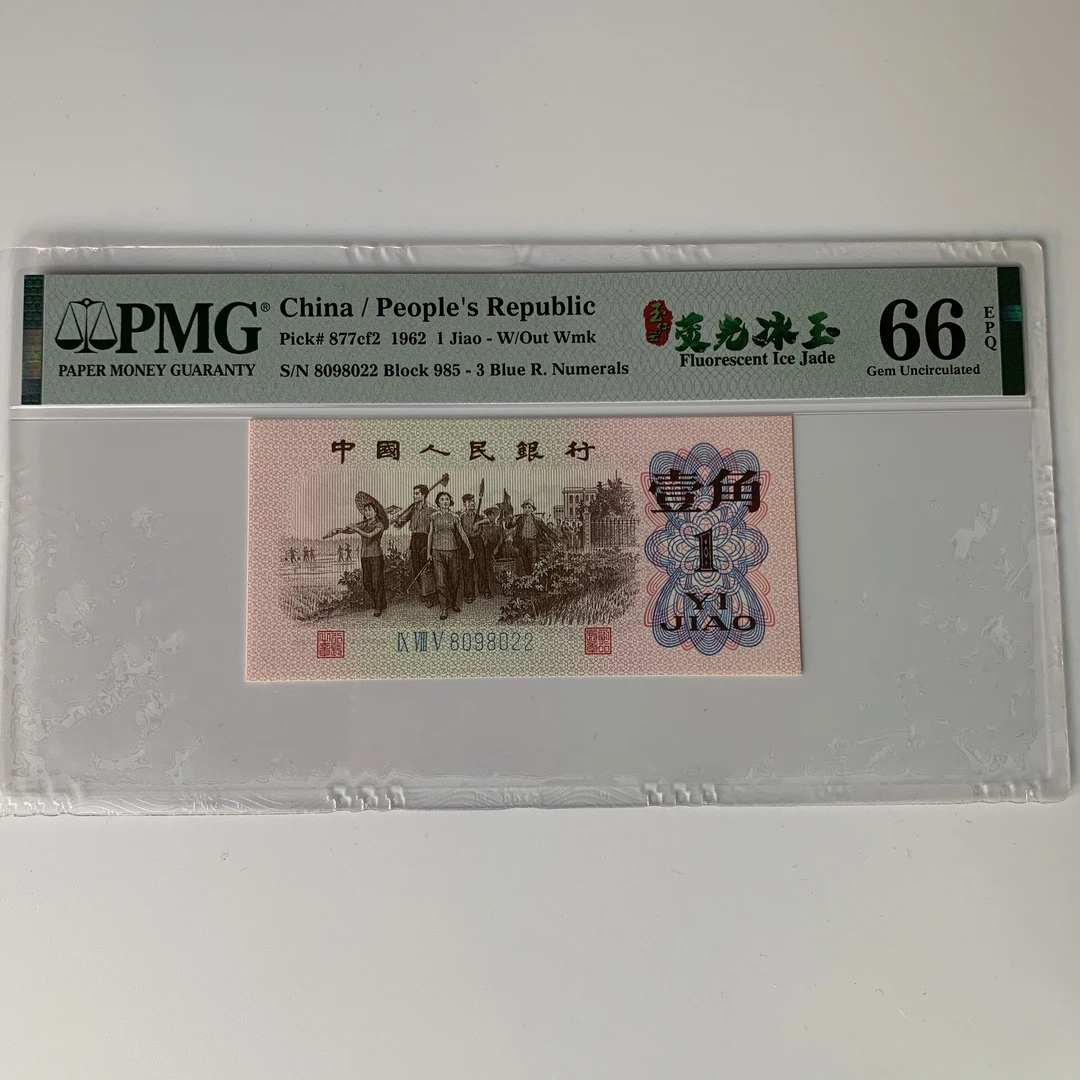 PMG® China / People's Republic
Pick# 877cf2 1962 1 Jiao - W/Out Wmk
PAPER MONEY GUARANTY
S/N 8098022 Block 985 - 3 Blue R. Numerals
荧光冰玉
Fluorescent Ice Jade
66 EPQ
Gem Uncirculated
中國人民銀行
壹角
1
YI
JIAO
IX VIII V 8098022